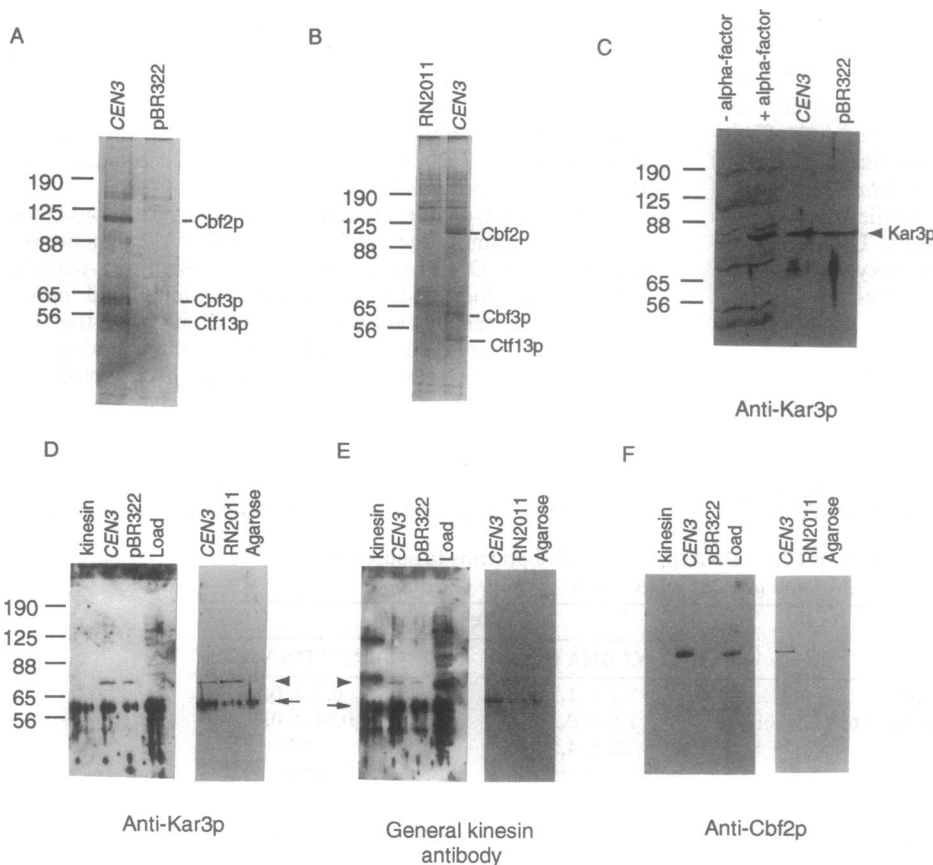 A
CEN3
pBR322
190
125
88
65
56
Cbf2p
Cbf3p
Ctf13p
B
RN2011
CEN3
190
125
88
65
56
Cbf2p
Cbf3p
Ctf13p
C
- alpha-factor
+ alpha-factor
CEN3
pBR322
190
125
88
65
56
Kar3p
Anti-Kar3p
D
kinesin
CEN3
pBR322
Load
CEN3
RN2011
Agarose
190
125
88
65
56
Anti-Kar3p
E
kinesin
CEN3
pBR322
Load
CEN3
RN2011
Agarose
General kinesin
antibody
F
kinesin
CEN3
pBR322
Load
CEN3
RN2011
Agarose
Anti-Cbf2p